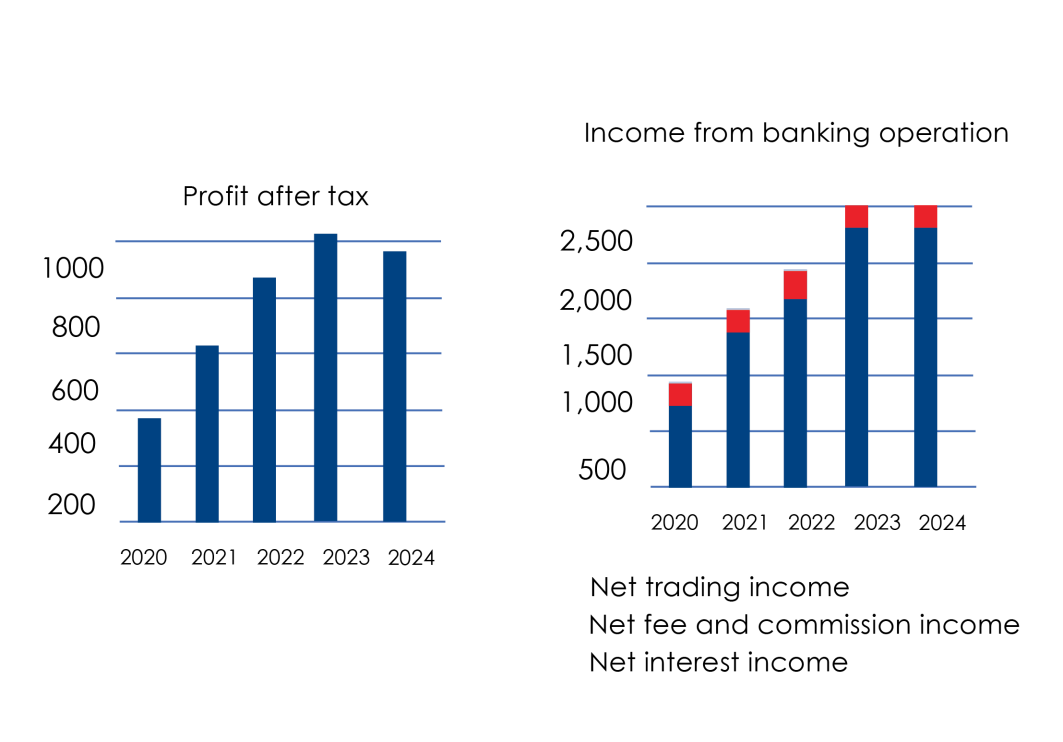 Profit after tax
1000
800
600
400
200
2020 2021 2022 2023 2024
Income from banking operation
2,500
2,000
1,500
1,000
500
2020 2021 2022 2023 2024
Net trading income
Net fee and commission income
Net interest income